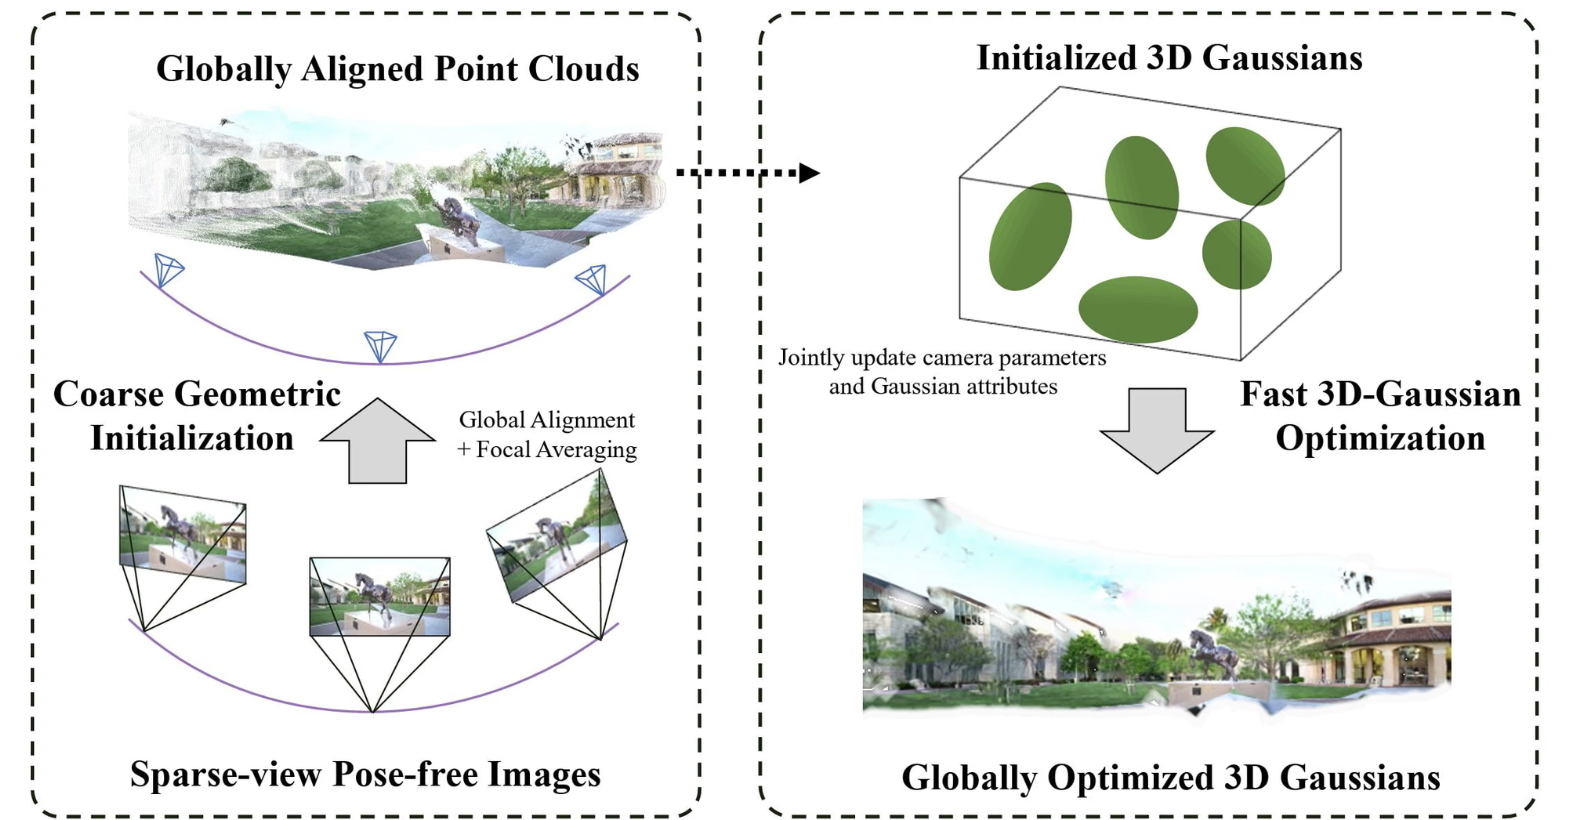 Globally Aligned Point Clouds
Coarse Geometric
Initialization
Global Alignment
+ Focal Averaging
Sparse-view Pose-free Images
Initialized 3D Gaussians
Jointly update camera parameters
and Gaussian attributes
Fast 3D-Gaussian
Optimization
Globally Optimized 3D Gaussians